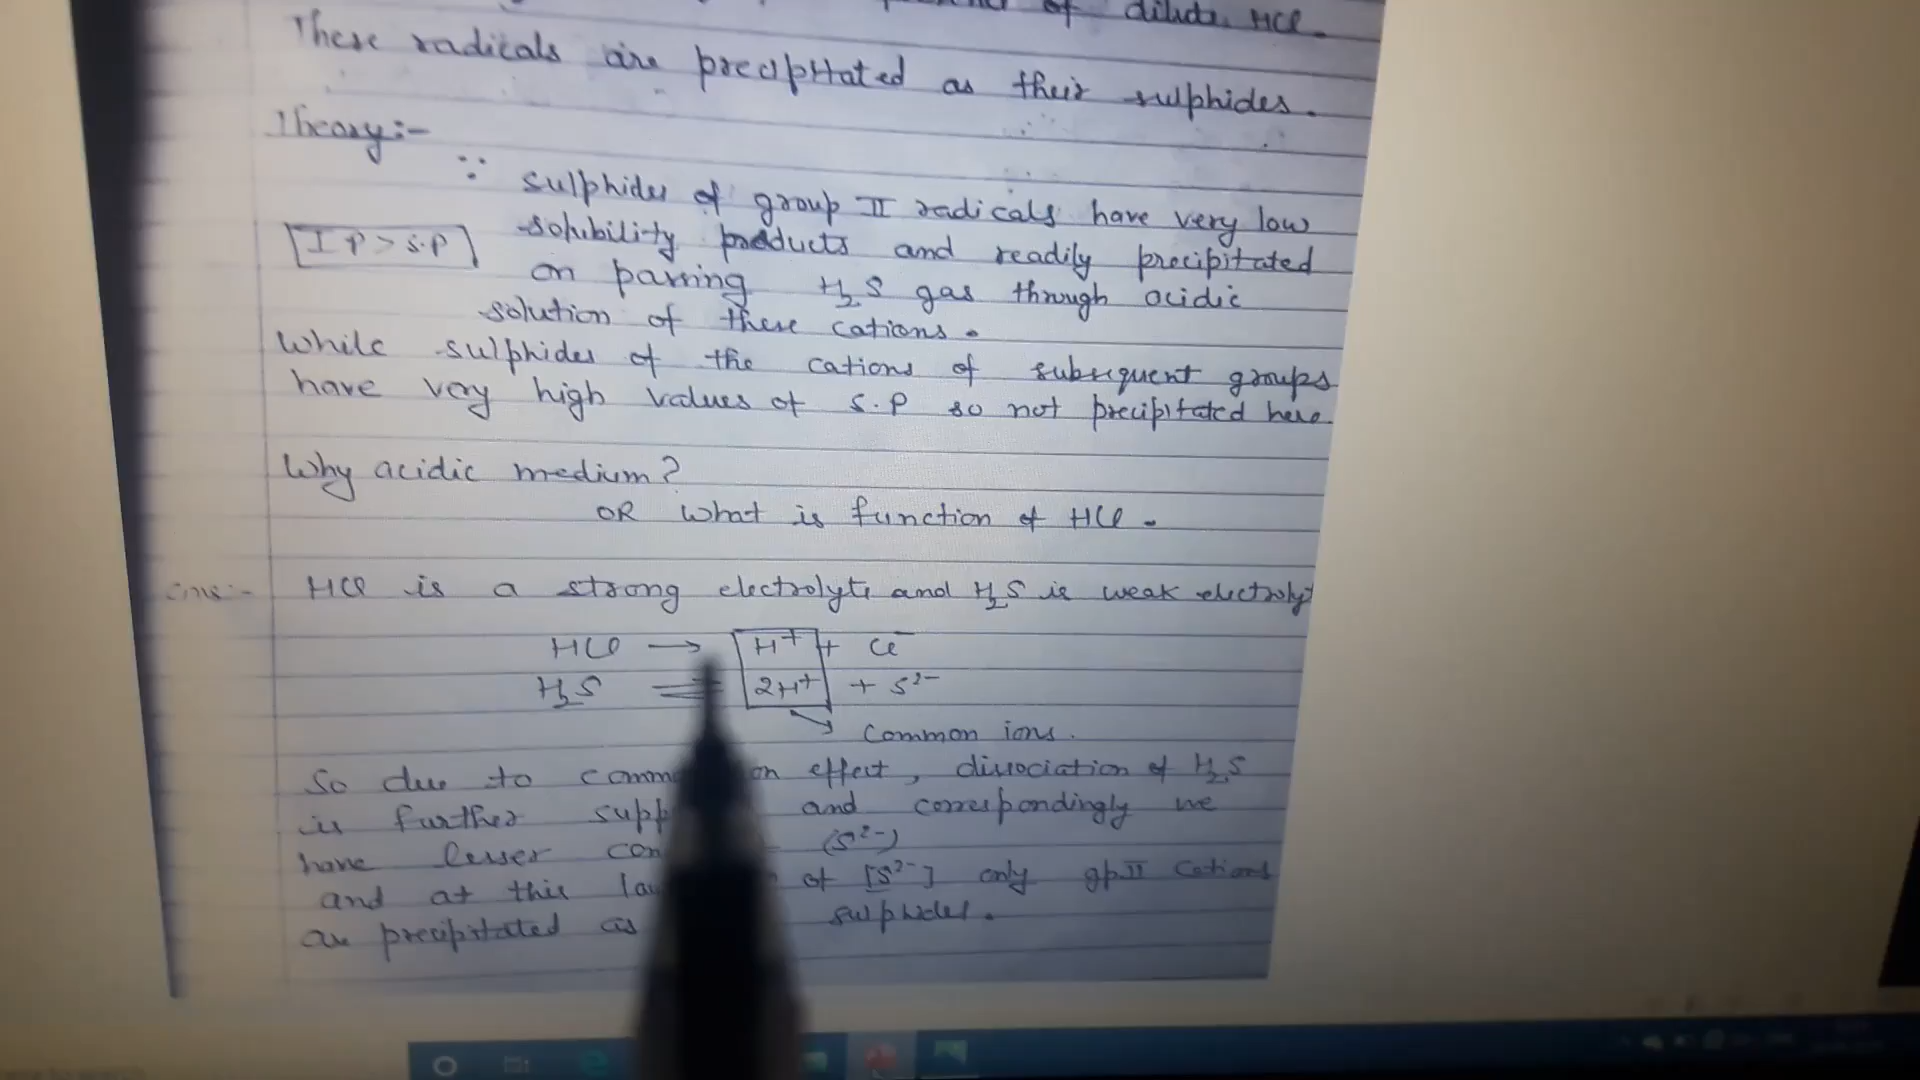 of dilute HCl.
These radicals are precipitated as their sulphides.
Theory:-
∵ sulphides of group II radicals have very low
[I P > S.P] solubility products and readily precipitated
on passing H2S gas through acidic
solution of these cations.
While sulphides of the cations of subsequent groups
have very high values of S.P so not precipitated here.
Why acidic medium?
OR What is function of HCl.
Ans:- HCl is a strong electrolyte and H2S is weak electrolyt
HCl → H+ + Cl-
H2S ⇌ 2H+ + S2-
Common ions.
So due to comm on effect, dissociation of H2S
is further supp and correspondingly we
have lesser con (S2-)
and at this of [S2-] only gp II cations
are precipitated as sulphides.